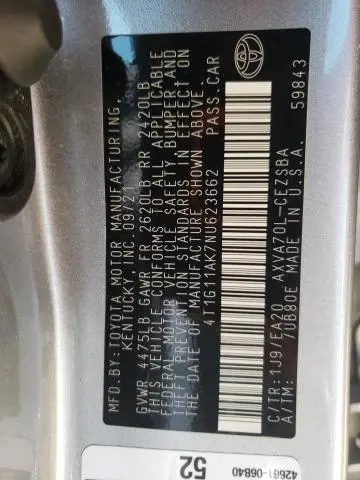 MFD.BY:TOYOTA MOTOR MANUFACTURING,
KENTUCKY, INC. 09/21
GVWR 4475LB GAWR FR 2620LB RR 2420LB
THIS VEHICLE CONFORMS TO ALL APPLICABLE
FEDERAL MOTOR VEHICLE SAFETY, BUMPER AND
THEFT PREVENTION STANDARDS IN EFFECT ON
THE DATE OF MANUFACTURE SHOWN ABOVE.
4T1G11AK7NU623662 PASS.CAR
C/TR:1J9/EA20 AXVA70L-CEZSBA
A/TM: /UB80E MADE IN U.S.A. 59843
42661-06840
52